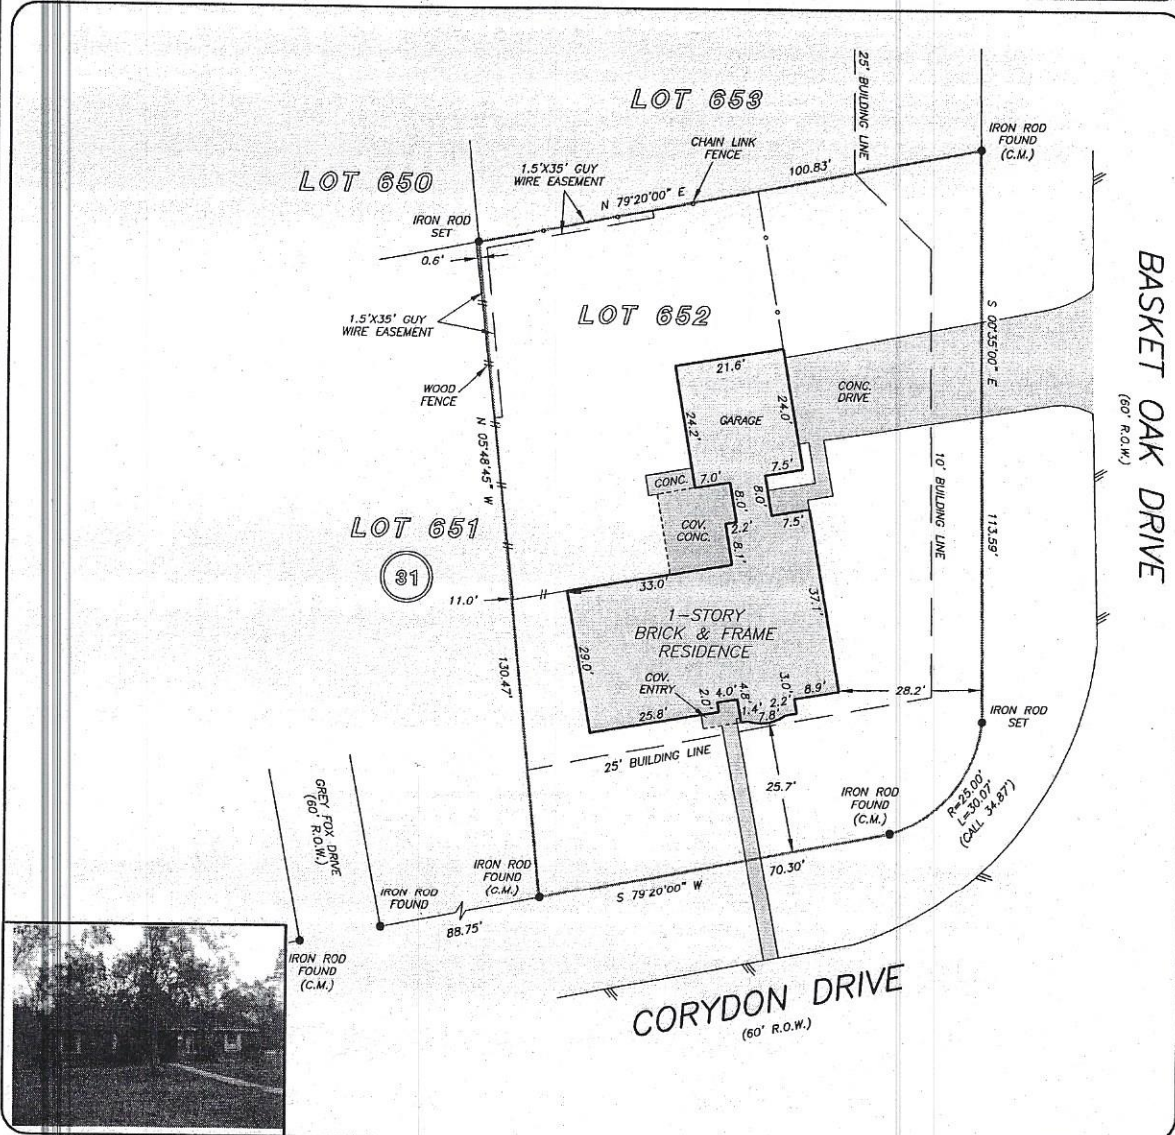 LOT 653
25' BUILDING LINE
IRON ROD
FOUND
(C.M.)
CHAIN LINK
FENCE
100.83'
1.5'X35' GUY
WIRE EASEMENT
N 79°20'00" E
LOT 650
IRON ROD
SET
0.6'
1.5'X35' GUY
WIRE EASEMENT
LOT 652
S 00°35'00" E
BASKET OAK DRIVE
(60' R.O.W.)
WOOD
FENCE
21.6'
CONC.
DRIVE
24.0'
24.2'
GARAGE
N 05°48'45" W
10' BUILDING LINE
CONC.
7.0'
7.5'
8.0'
8.0'
LOT 651
COV.
CONC.
2.2'
7.5'
8.1'
113.59'
31
11.0'
33.0'
37.1'
1-STORY
BRICK & FRAME
RESIDENCE
29.0'
130.47'
COV.
ENTRY
2.0'
4.0'
4.8'
3.0'
8.9'
28.2'
25.8'
1.4'
2.2'
7.8'
IRON ROD
SET
25' BUILDING LINE
25.7'
IRON ROD
FOUND
(C.M.)
R=25.00'
L=30.07'
(CALL 34.87')
GREY FOX DRIVE
(60' R.O.W.)
IRON ROD
FOUND
(C.M.)
70.30'
S 79°20'00" W
IRON ROD
FOUND
88.75'
IRON ROD
FOUND
(C.M.)
CORYDON DRIVE
(60' R.O.W.)